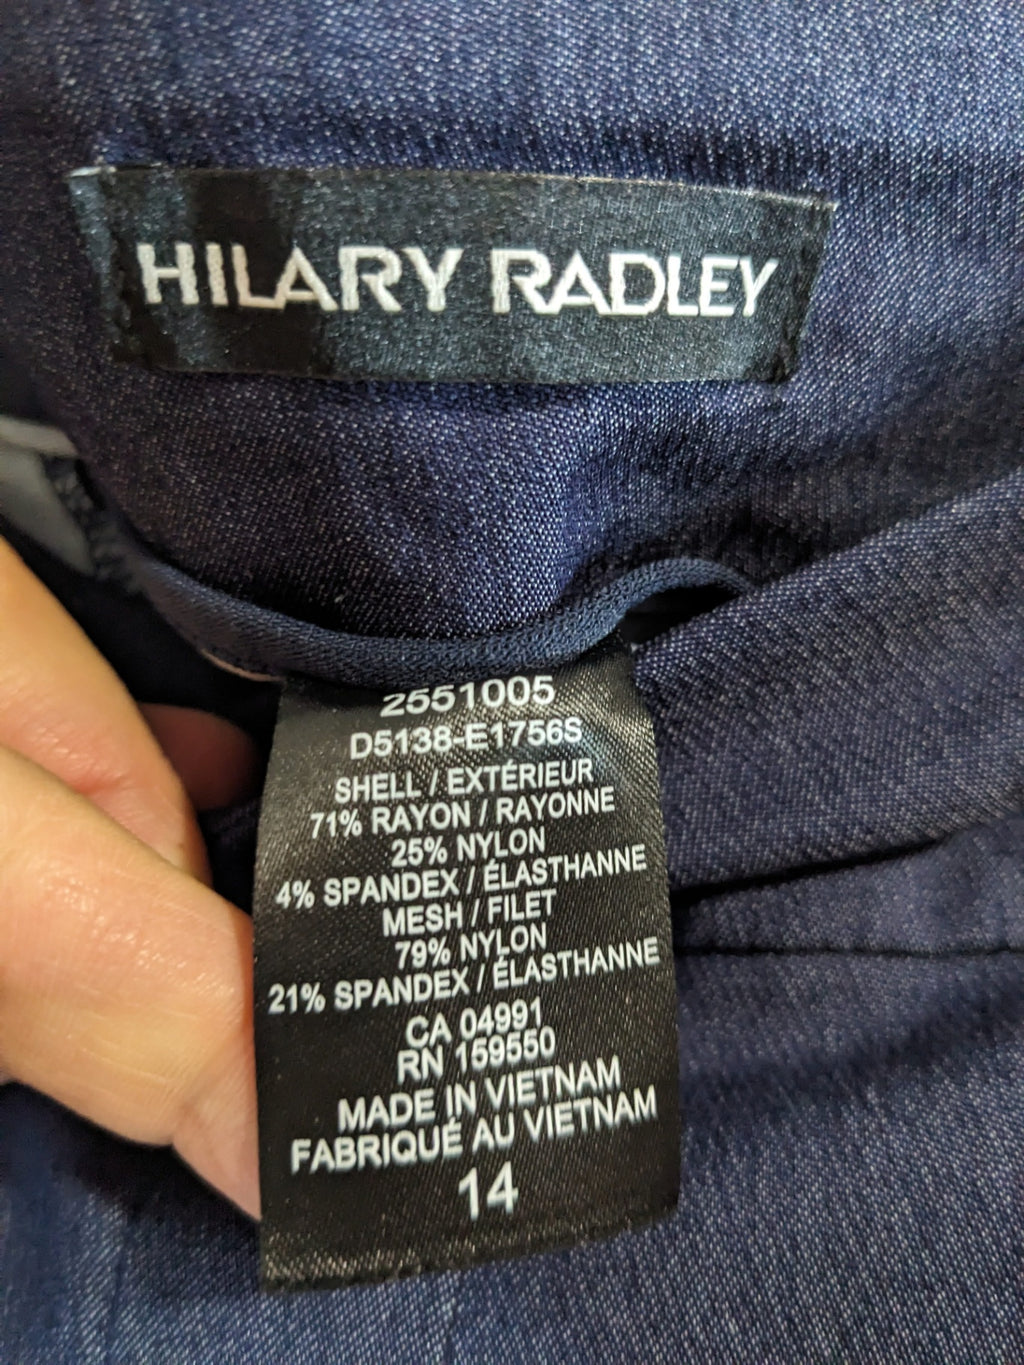 HILARY RADLEY
2551005
D5138-E1756S
SHELL / EXTÉRIEUR
71% RAYON / RAYONNE
25% NYLON
4% SPANDEX / ÉLASTHANNE
MESH / FILET
79% NYLON
21% SPANDEX / ÉLASTHANNE
CA 04991
RN 159550
MADE IN VIETNAM
FABRIQUÉ AU VIETNAM
14